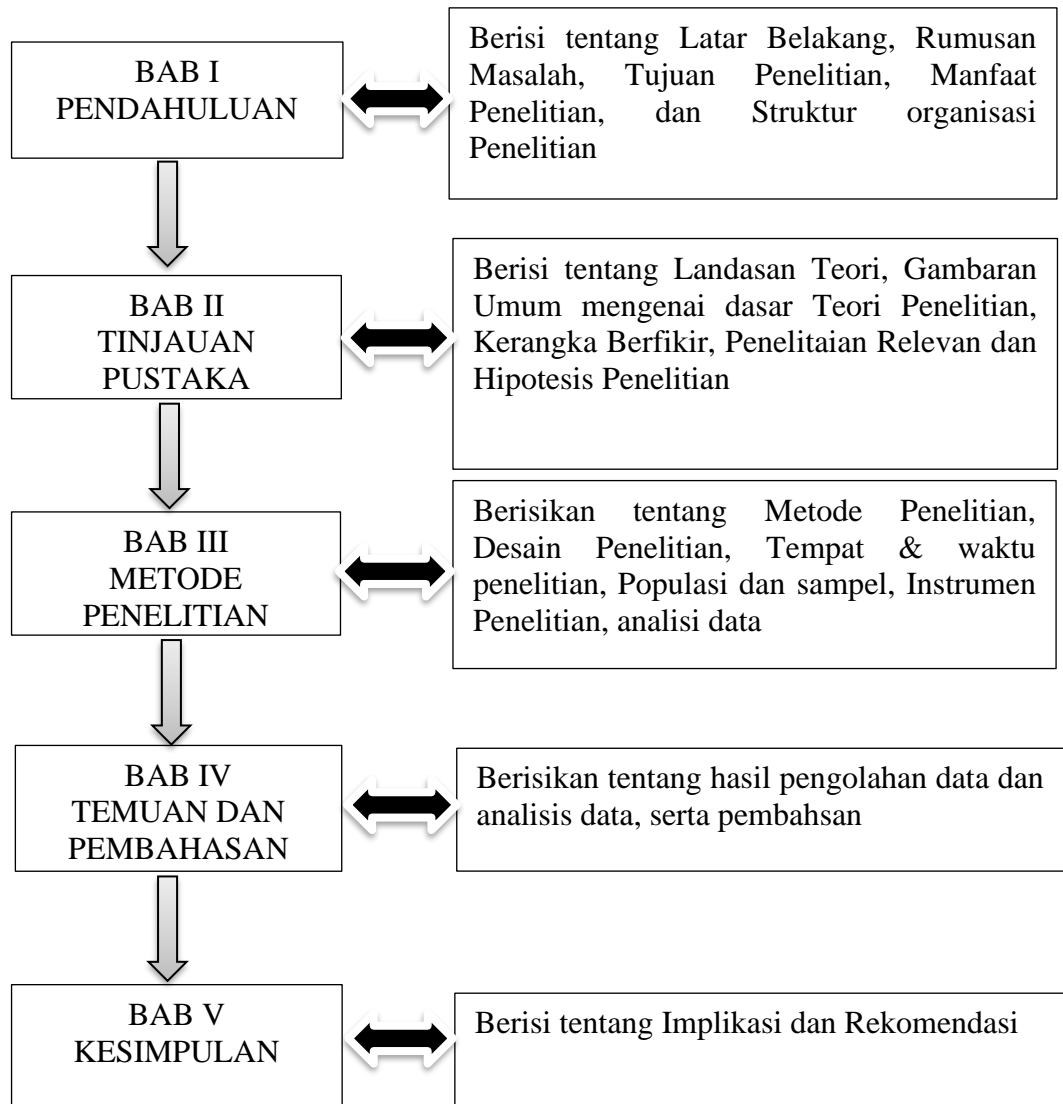 BAB I
PENDAHULUAN
Berisi tentang Latar Belakang, Rumusan
Masalah, Tujuan Penelitian, Manfaat
Penelitian, dan Struktur organisasi
Penelitian
BAB II
TINJAUAN
PUSTAKA
Berisi tentang Landasan Teori, Gambaran
Umum mengenai dasar Teori Penelitian,
Kerangka Berfikir, Penelitaian Relevan dan
Hipotesis Penelitian
BAB III
METODE
PENELITIAN
Berisikan tentang Metode Penelitian,
Desain Penelitian, Tempat & waktu
penelitian, Populasi dan sampel, Instrumen
Penelitian, analisi data
BAB IV
TEMUAN DAN
PEMBAHASAN
Berisikan tentang hasil pengolahan data dan
analisis data, serta pembahsan
BAB V
KESIMPULAN
Berisi tentang Implikasi dan Rekomendasi